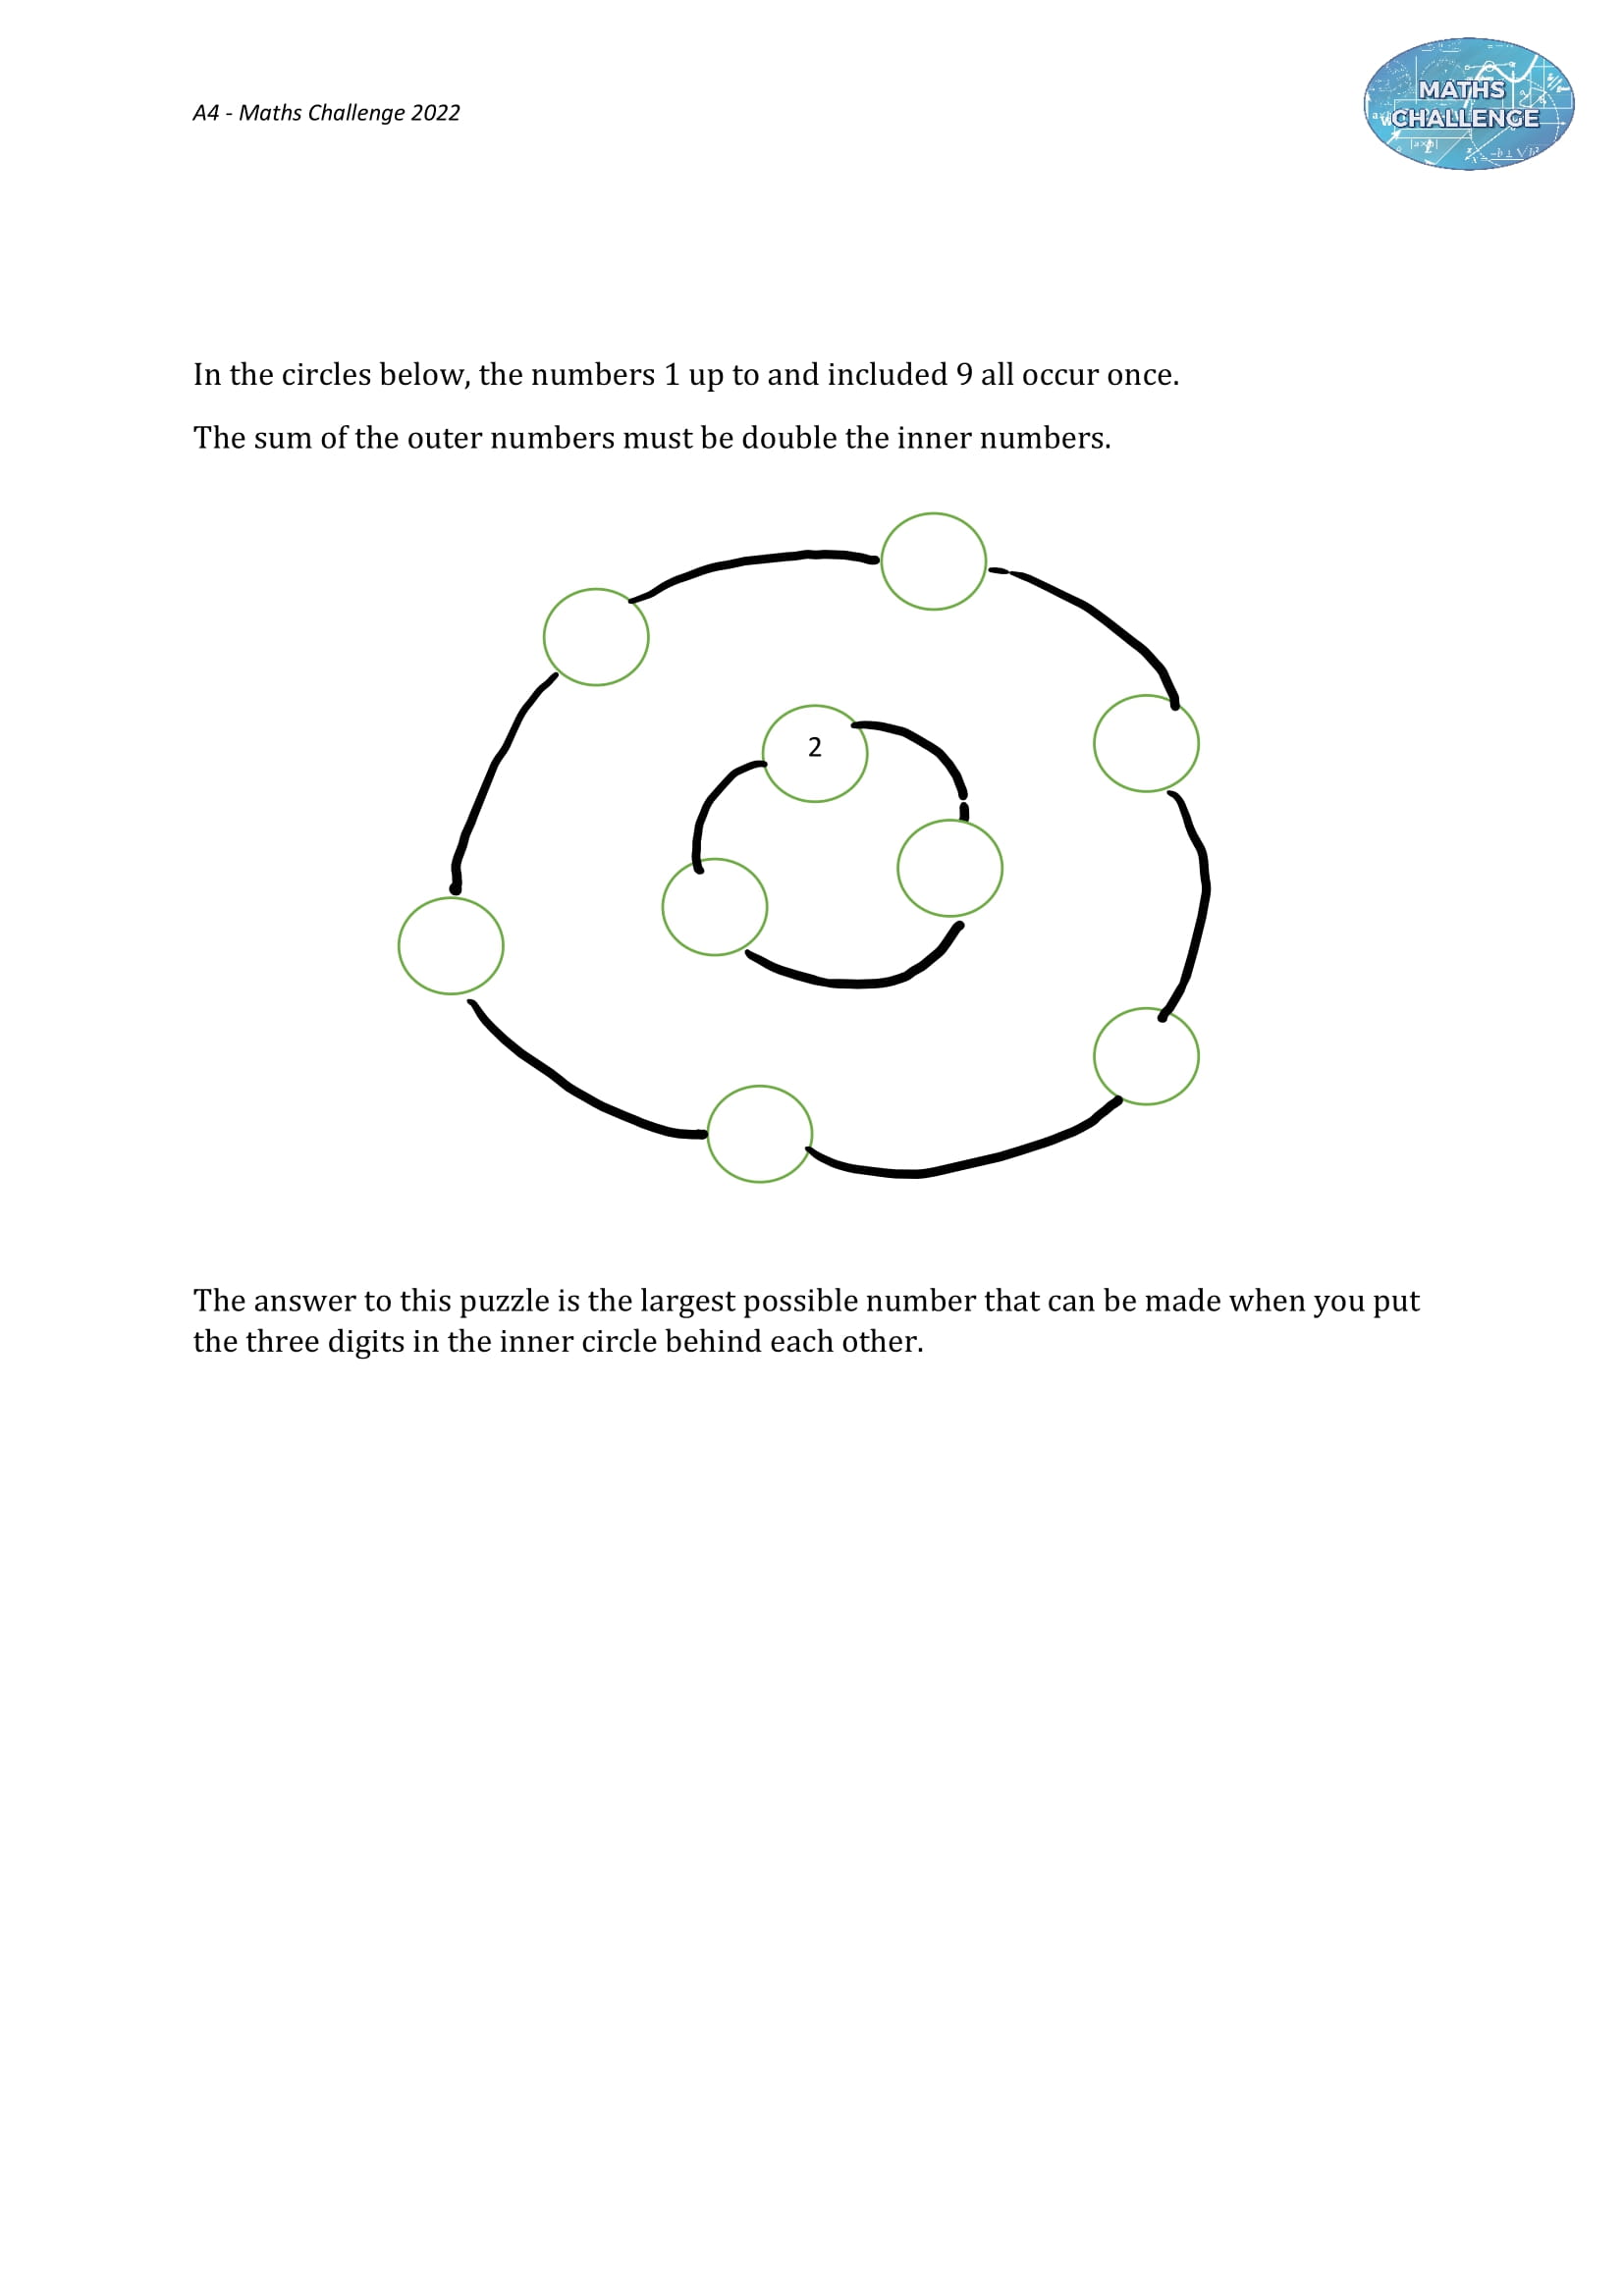 A4 - Maths Challenge 2022
MATHS
CHALLENGE
In the circles below, the numbers 1 up to and included 9 all occur once.
The sum of the outer numbers must be double the inner numbers.
2
The answer to this puzzle is the largest possible number that can be made when you put
the three digits in the inner circle behind each other.